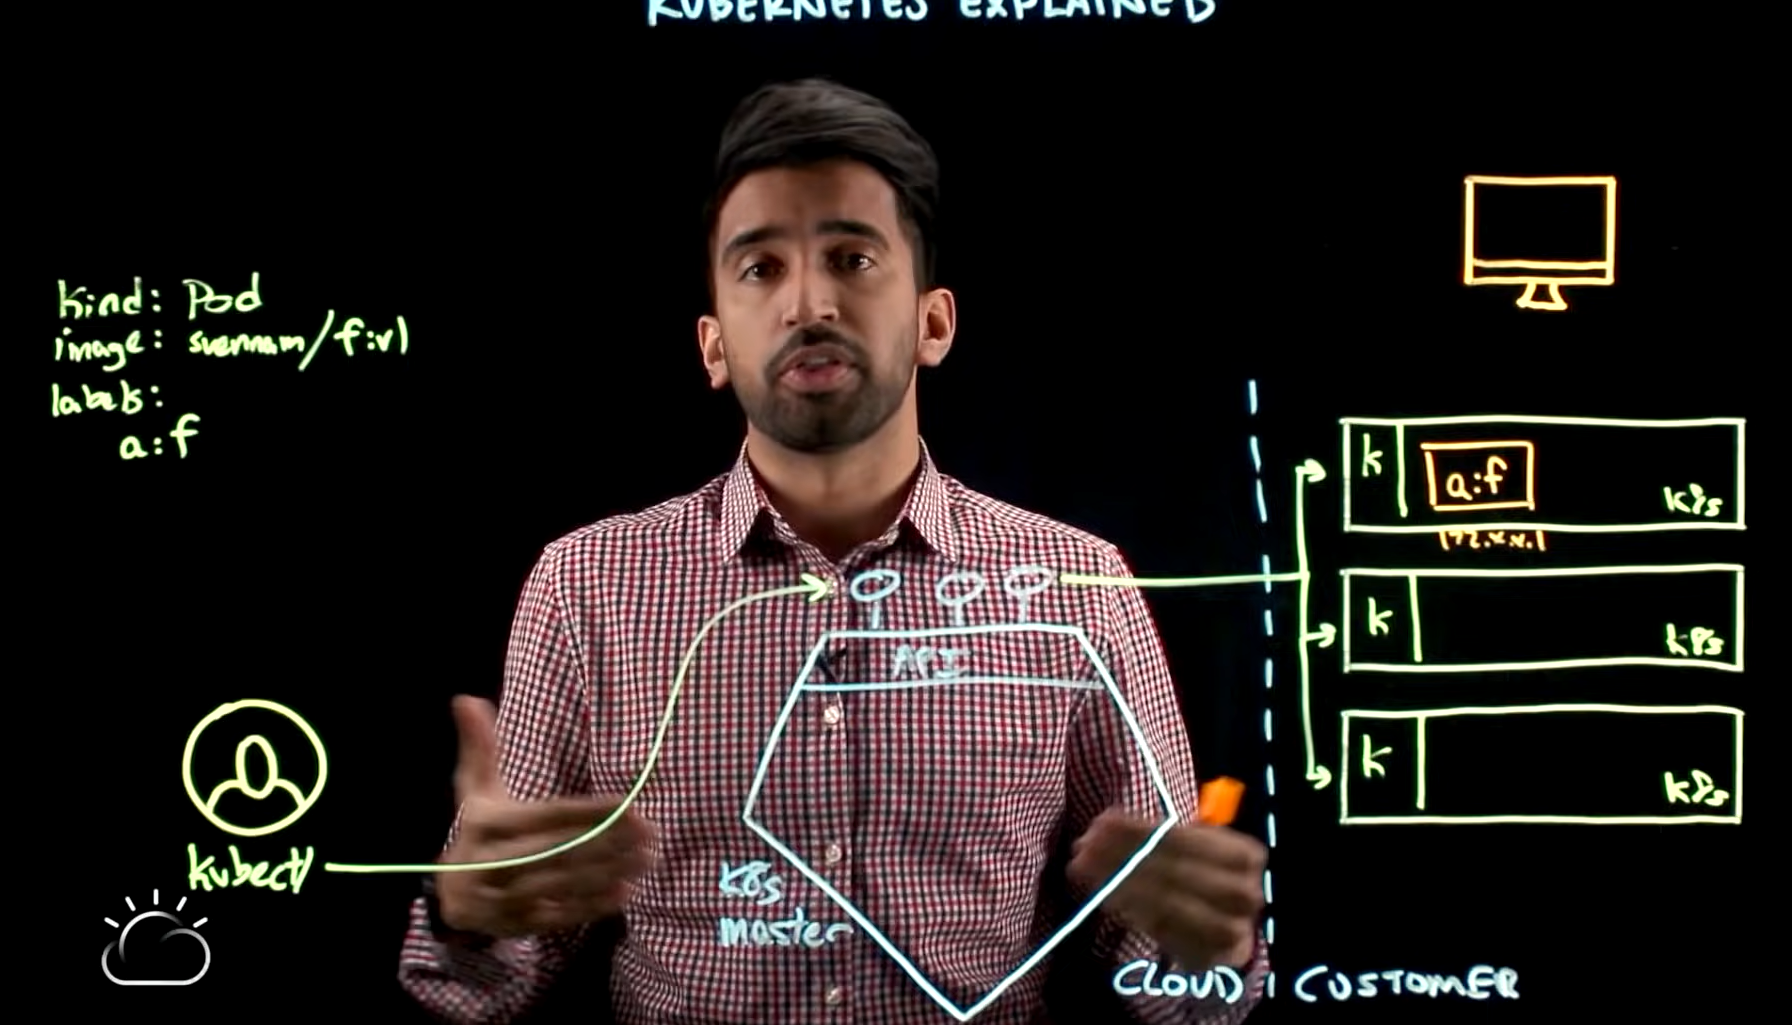 KUBERNETES EXPLAINED
kind: Pod
image: svennam/f:v1
labels:
a:f
kubectl
API
K8s
master
CLOUD
CUSTOMER
k
a:f
k8s
172.x.x.1
k
k8s
k
k8s